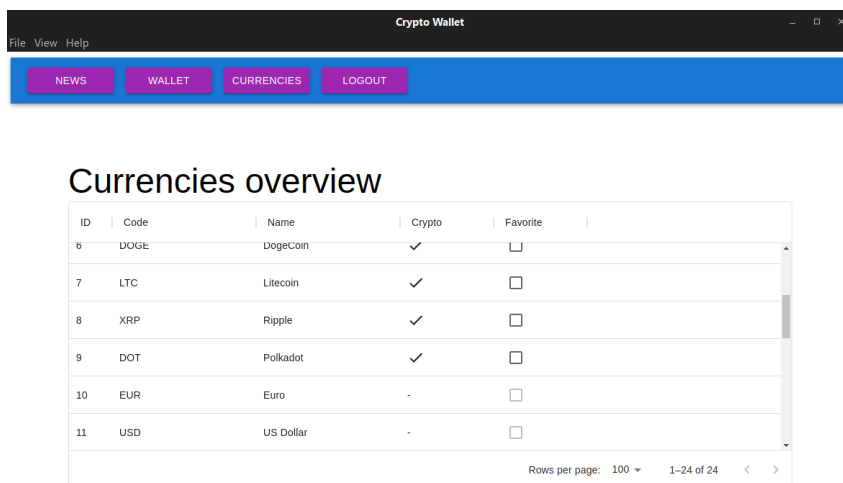 Crypto Wallet
File View Help
NEWS WALLET CURRENCIES LOGOUT
Currencies overview
ID Code Name Crypto Favorite
6 DOGE DogeCoin
7 LTC Litecoin
8 XRP Ripple
9 DOT Polkadot
10 EUR Euro -
11 USD US Dollar -
Rows per page: 100 1–24 of 24